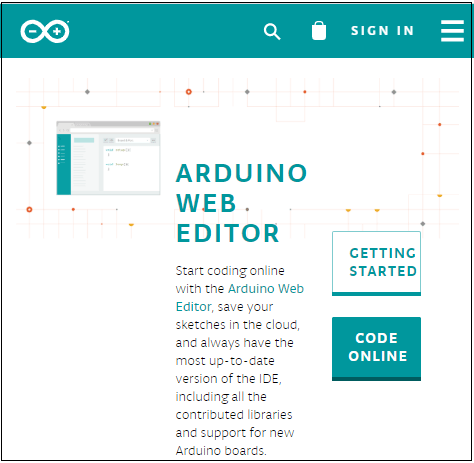 SIGN IN
ARDUINO
WEB
EDITOR
Start coding online
with the Arduino Web
Editor, save your
sketches in the cloud,
and always have the
most up-to-date
version of the IDE,
including all the
contributed libraries
and support for new
Arduino boards.
GETTING
STARTED
CODE
ONLINE